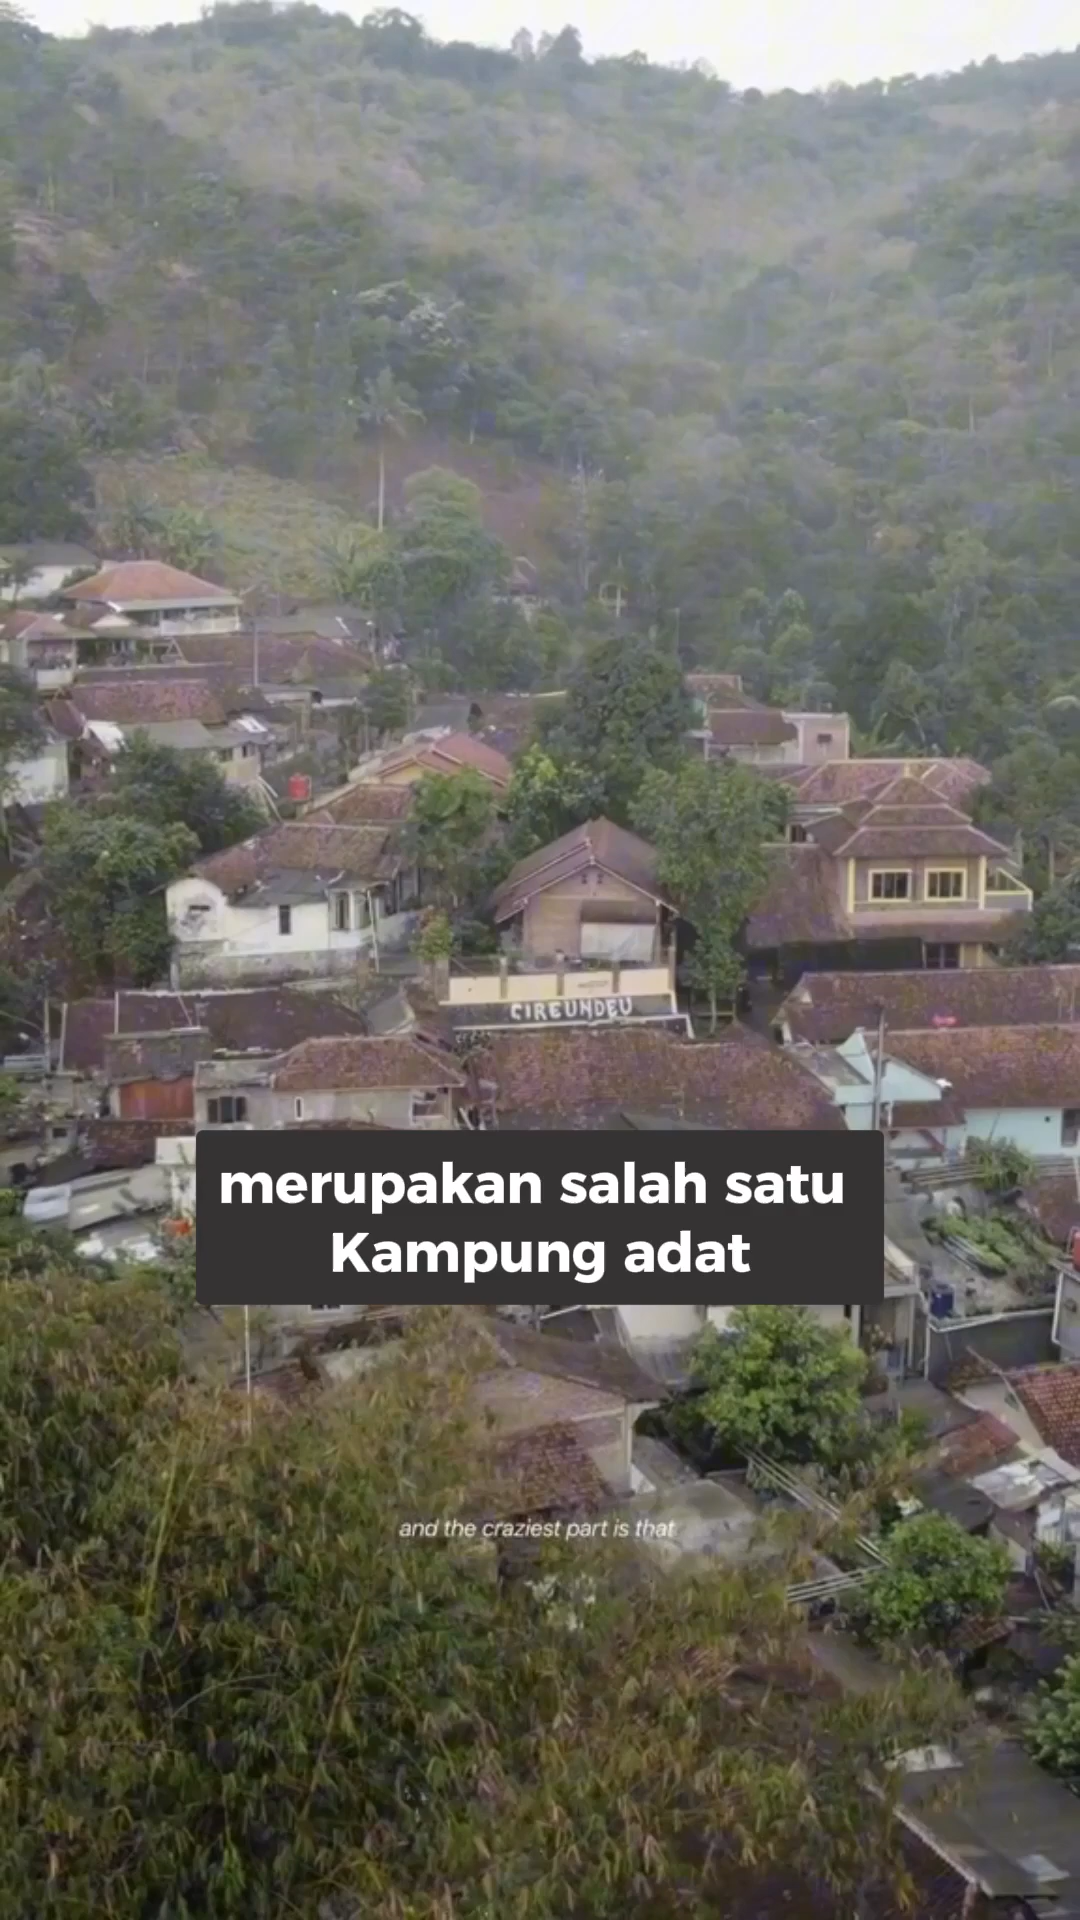 CIREUNDEU
merupakan salah satu
Kampung adat
and the craziest part is that